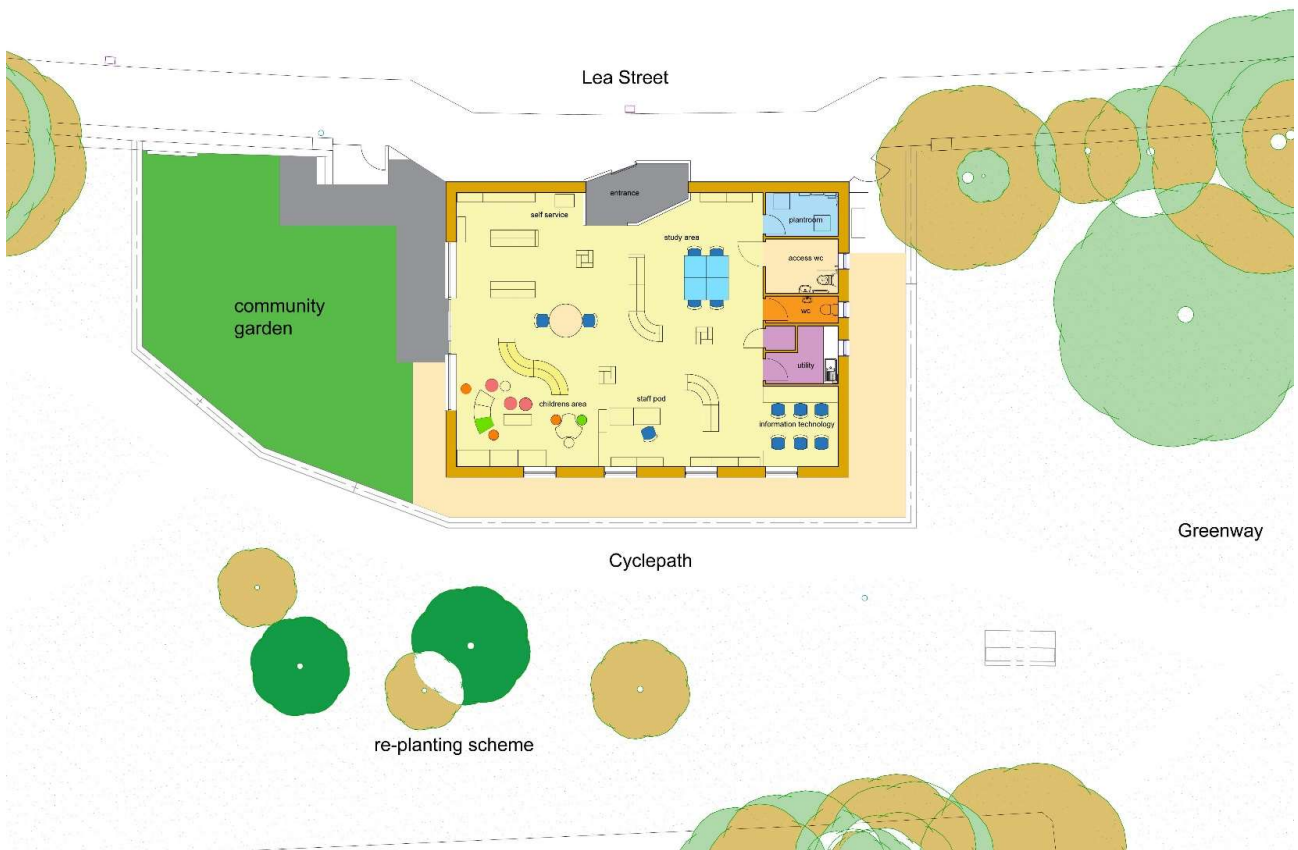 Lea Street
entrance
self service
plantroom
study area
access wc
community
garden
wc
utility
childrens area
staff pod
information technology
Greenway
Cyclepath
re-planting scheme